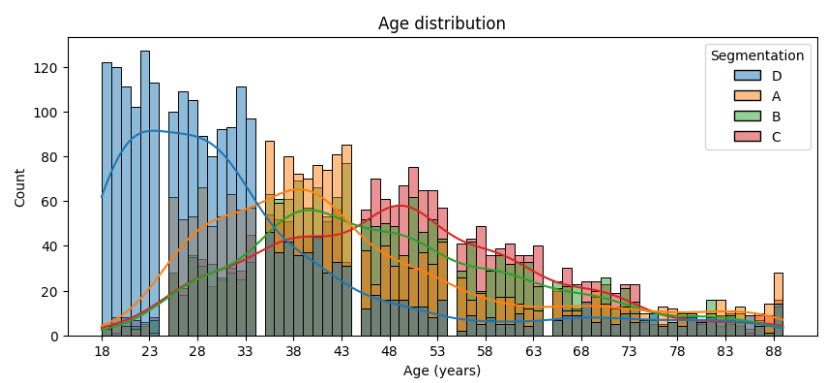 Age distribution
Segmentation
D
A
B
C
Count
120
100
80
60
40
20
0
18 23 28 33 38 43 48 53 58 63 68 73 78 83 88
Age (years)